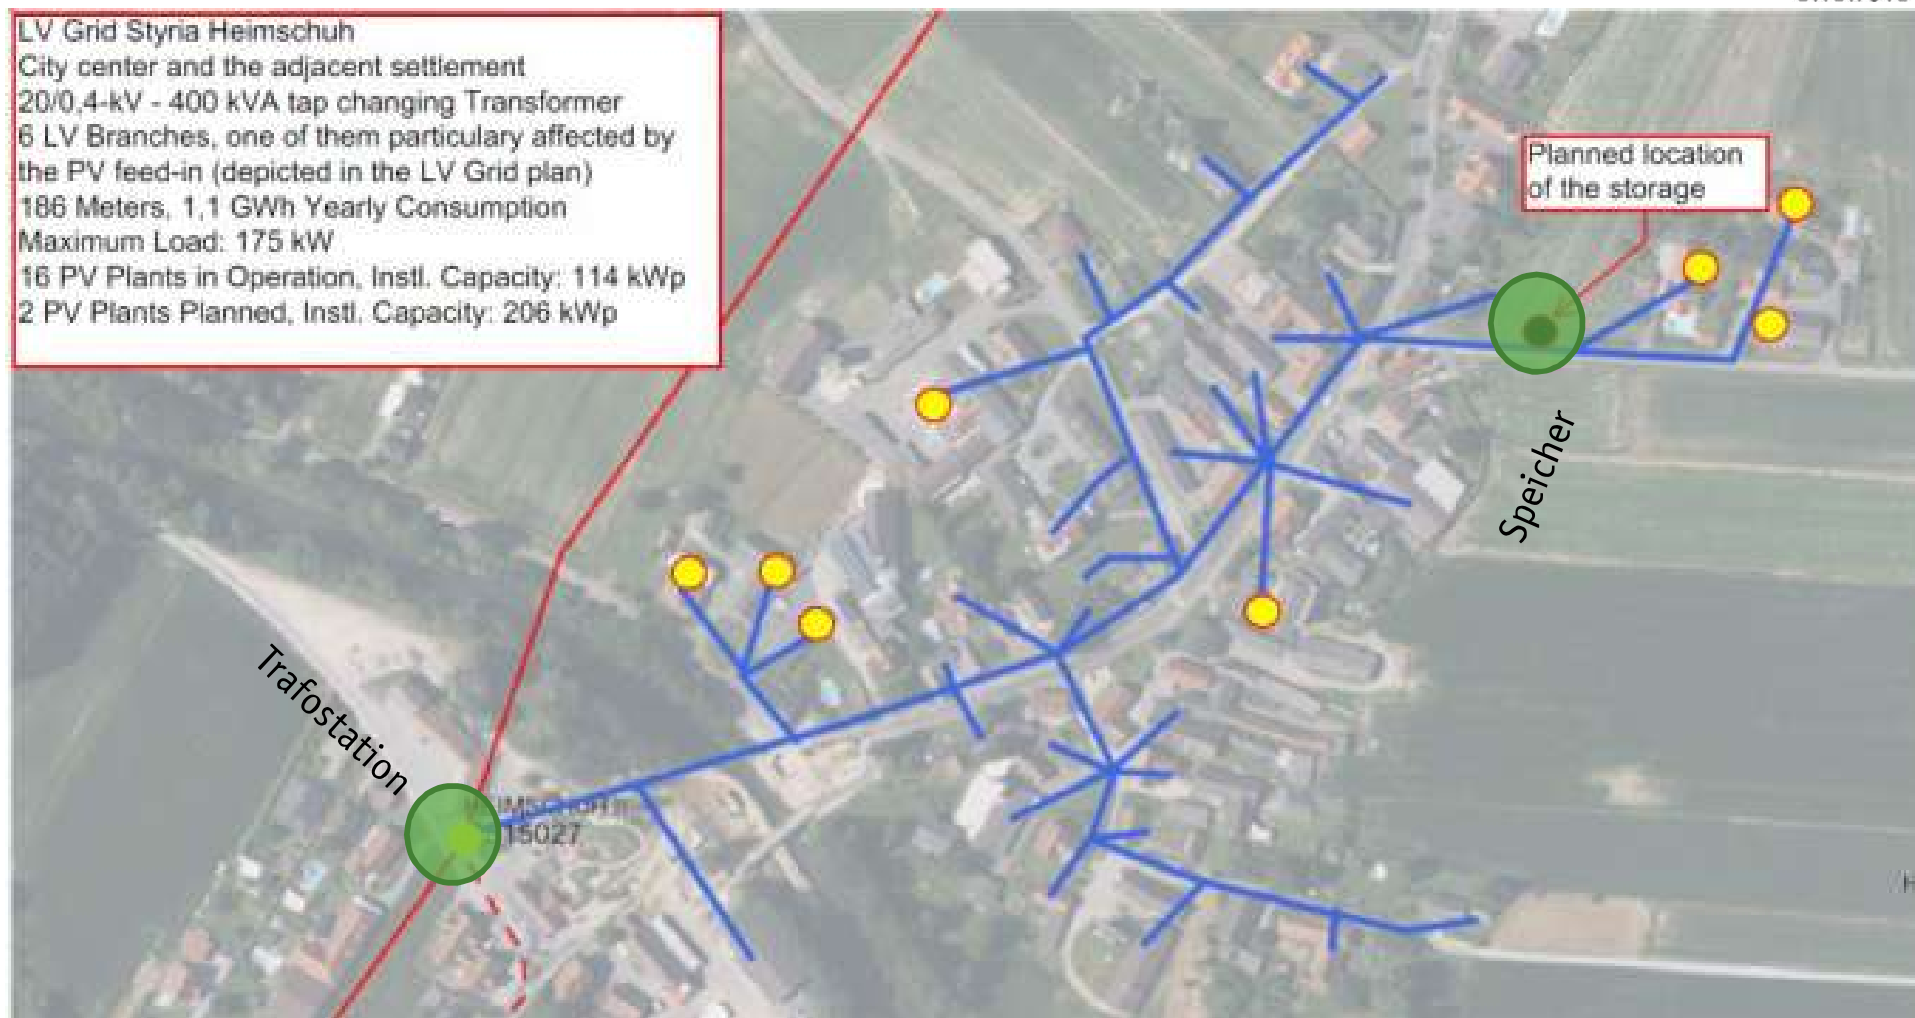 LV Grid Styria Heimschuh
City center and the adjacent settlement
20/0,4-kV - 400 kVA tap changing Transformer
6 LV Branches, one of them particulary affected by
the PV feed-in (depicted in the LV Grid plan)
186 Meters, 1,1 GWh Yearly Consumption
Maximum Load: 175 kW
16 PV Plants in Operation, Instl. Capacity: 114 kWp
2 PV Plants Planned, Instl. Capacity: 206 kWp
Planned location
of the storage
Speicher
Trafostation
15027
H